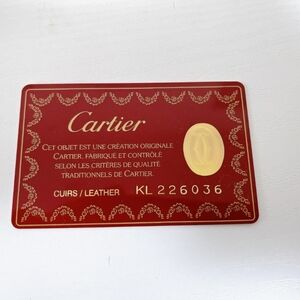 Cartier
CET OBJET EST UNE CRÉATION ORIGINALE
CARTIER, FABRIQUÉ ET CONTRÔLÉ
SELON LES CRITÈRES DE QUALITÉ
TRADITIONNELS DE CARTIER.
CUIRS / LEATHER KL 226036